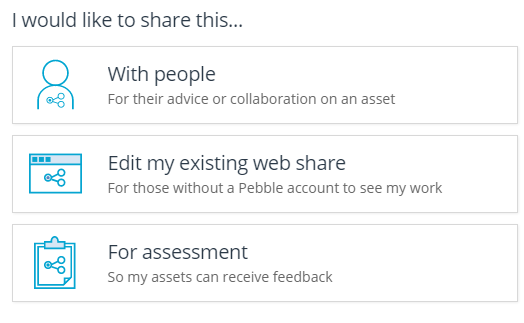 I would like to share this...
With people
For their advice or collaboration on an asset
Edit my existing web share
For those without a Pebble account to see my work
For assessment
So my assets can receive feedback